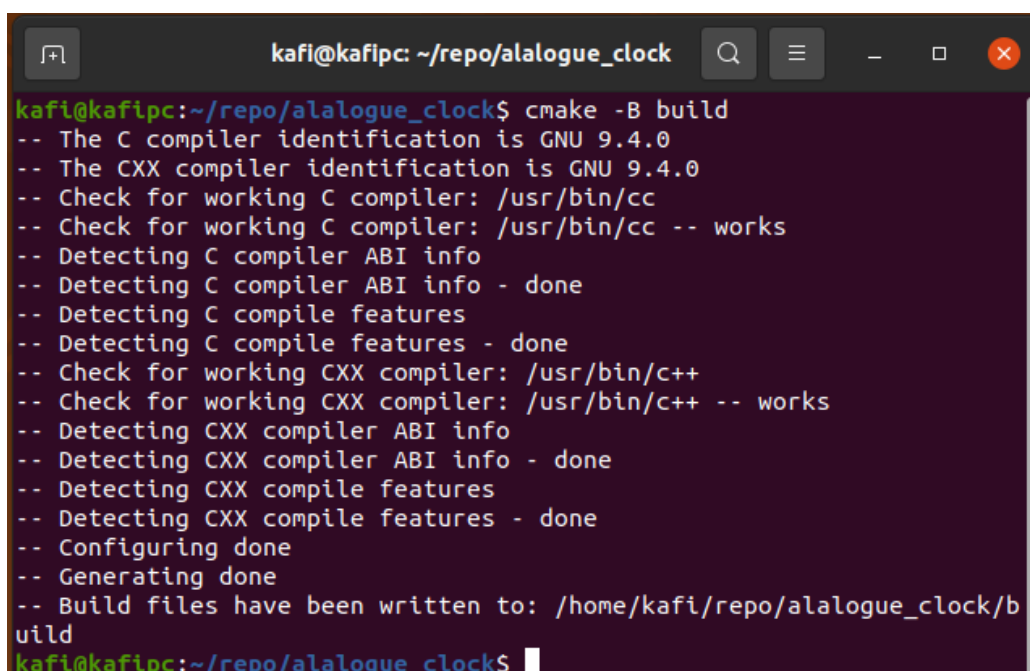 kafi@kafipc: ~/repo/alalogue_clock
kafi@kafipc:~/repo/alalogue_clock$ cmake -B build
-- The C compiler identification is GNU 9.4.0
-- The CXX compiler identification is GNU 9.4.0
-- Check for working C compiler: /usr/bin/cc
-- Check for working C compiler: /usr/bin/cc -- works
-- Detecting C compiler ABI info
-- Detecting C compiler ABI info - done
-- Detecting C compile features
-- Detecting C compile features - done
-- Check for working CXX compiler: /usr/bin/c++
-- Check for working CXX compiler: /usr/bin/c++ -- works
-- Detecting CXX compiler ABI info
-- Detecting CXX compiler ABI info - done
-- Detecting CXX compile features
-- Detecting CXX compile features - done
-- Configuring done
-- Generating done
-- Build files have been written to: /home/kafi/repo/alalogue_clock/b
uild
kafi@kafipc:~/repo/alalogue_clock$